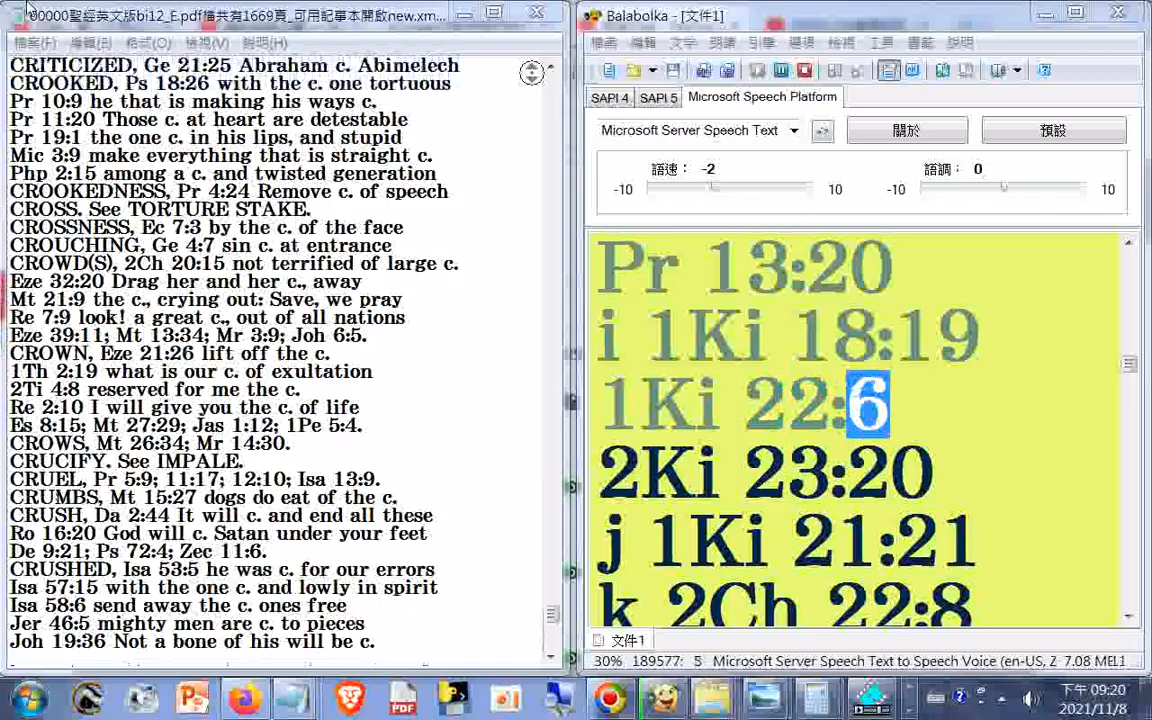 00000聖經英文版bi12_E.pdf檔共有1669頁_可用記事本開啟new.xm...
檔案(F) 編輯(E) 格式(O) 檢視(V) 說明(H)
CRITICIZED, Ge 21:25 Abraham c. Abimelech
CROOKED, Ps 18:26 with the c. one tortuous
Pr 10:9 he that is making his ways c.
Pr 11:20 Those c. at heart are detestable
Pr 19:1 the one c. in his lips, and stupid
Mic 3:9 make everything that is straight c.
Php 2:15 among a c. and twisted generation
CROOKEDNESS, Pr 4:24 Remove c. of speech
CROSS. See TORTURE STAKE.
CROSSNESS, Ec 7:3 by the c. of the face
CROUCHING, Ge 4:7 sin c. at entrance
CROWD(S), 2Ch 20:15 not terrified of large c.
Eze 32:20 Drag her and her c., away
Mt 21:9 the c., crying out: Save, we pray
Re 7:9 look! a great c., out of all nations
Eze 39:11; Mt 13:34; Mr 3:9; Joh 6:5.
CROWN, Eze 21:26 lift off the c.
1Th 2:19 what is our c. of exultation
2Ti 4:8 reserved for me the c.
Re 2:10 I will give you the c. of life
Es 8:15; Mt 27:29; Jas 1:12; 1Pe 5:4.
CROWS, Mt 26:34; Mr 14:30.
CRUCIFY. See IMPALE.
CRUEL, Pr 5:9; 11:17; 12:10; Isa 13:9.
CRUMBS, Mt 15:27 dogs do eat of the c.
CRUSH, Da 2:44 It will c. and end all these
Ro 16:20 God will c. Satan under your feet
De 9:21; Ps 72:4; Zec 11:6.
CRUSHED, Isa 53:5 he was c. for our errors
Isa 57:15 with the one c. and lowly in spirit
Isa 58:6 send away the c. ones free
Jer 46:5 mighty men are c. to pieces
Joh 19:36 Not a bone of his will be c.
Balabolka - [文件1]
檔案 編輯 文字 朗讀 引擎 選項 檢視 工具 書籤 說明
SAPI 4 SAPI 5 Microsoft Speech Platform
Microsoft Server Speech Text 關於 預設
語速: -2 語調: 0
-10 10 -10 10
Pr 13:20
i 1Ki 18:19
1Ki 22:6
2Ki 23:20
j 1Ki 21:21
k 2Ch 22:8
文件1
30% 189577: 5 Microsoft Server Speech Text to Speech Voice (en-US, Z 7.08 MB
PDF
下午 09:20
2021/11/8